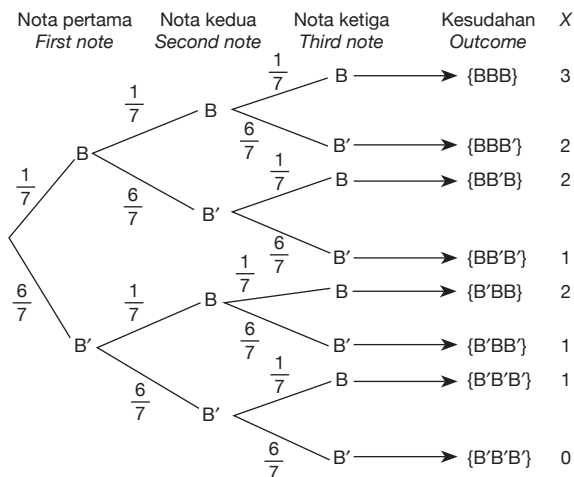 Nota pertama Nota kedua Nota ketiga Kesudahan X
First note Second note Third note Outcome
1/7 B {BBB} 3
1/7 B
6/7 B′ {BBB′} 2
B
1/7 B {BB′B} 2
1/7 6/7 B′
6/7 B′ {BB′B′} 1
1/7 B {B′BB} 2
6/7 1/7 B
6/7 B′ {B′BB′} 1
B′
1/7 B {B′B′B′} 1
6/7 B′
6/7 B′ {B′B′B′} 0